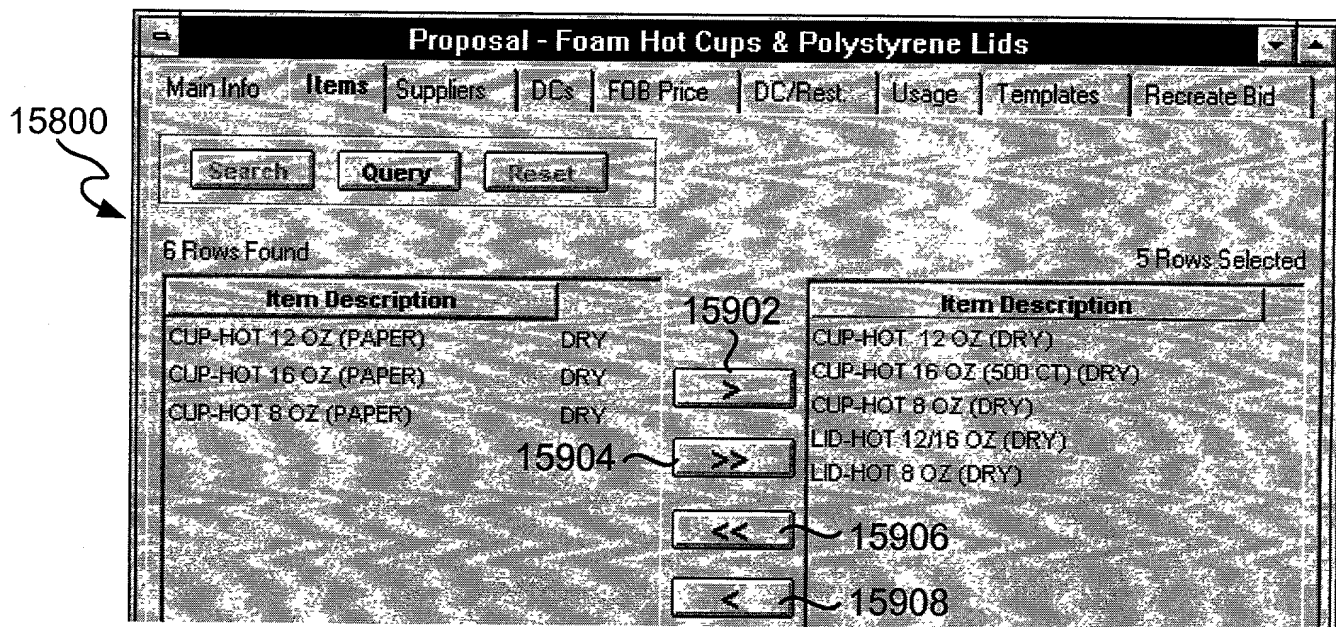 Proposal - Foam Hot Cups & Polystyrene Lids
Main Info Items Suppliers DCs FOB Price DC/Rest. Usage Templates Recreate Bid
15800
Search Query Reset
6 Rows Found
5 Rows Selected
Item Description
CUP-HOT 12 OZ (PAPER) DRY
CUP-HOT 16 OZ (PAPER) DRY
CUP-HOT 8 OZ (PAPER) DRY
15902
>
15904 >>
<< 15906
< 15908
Item Description
CUP-HOT 12 OZ (DRY)
CUP-HOT 16 OZ (500 CT) (DRY)
CUP-HOT 8 OZ (DRY)
LID-HOT 12/16 OZ (DRY)
LID-HOT 8 OZ (DRY)